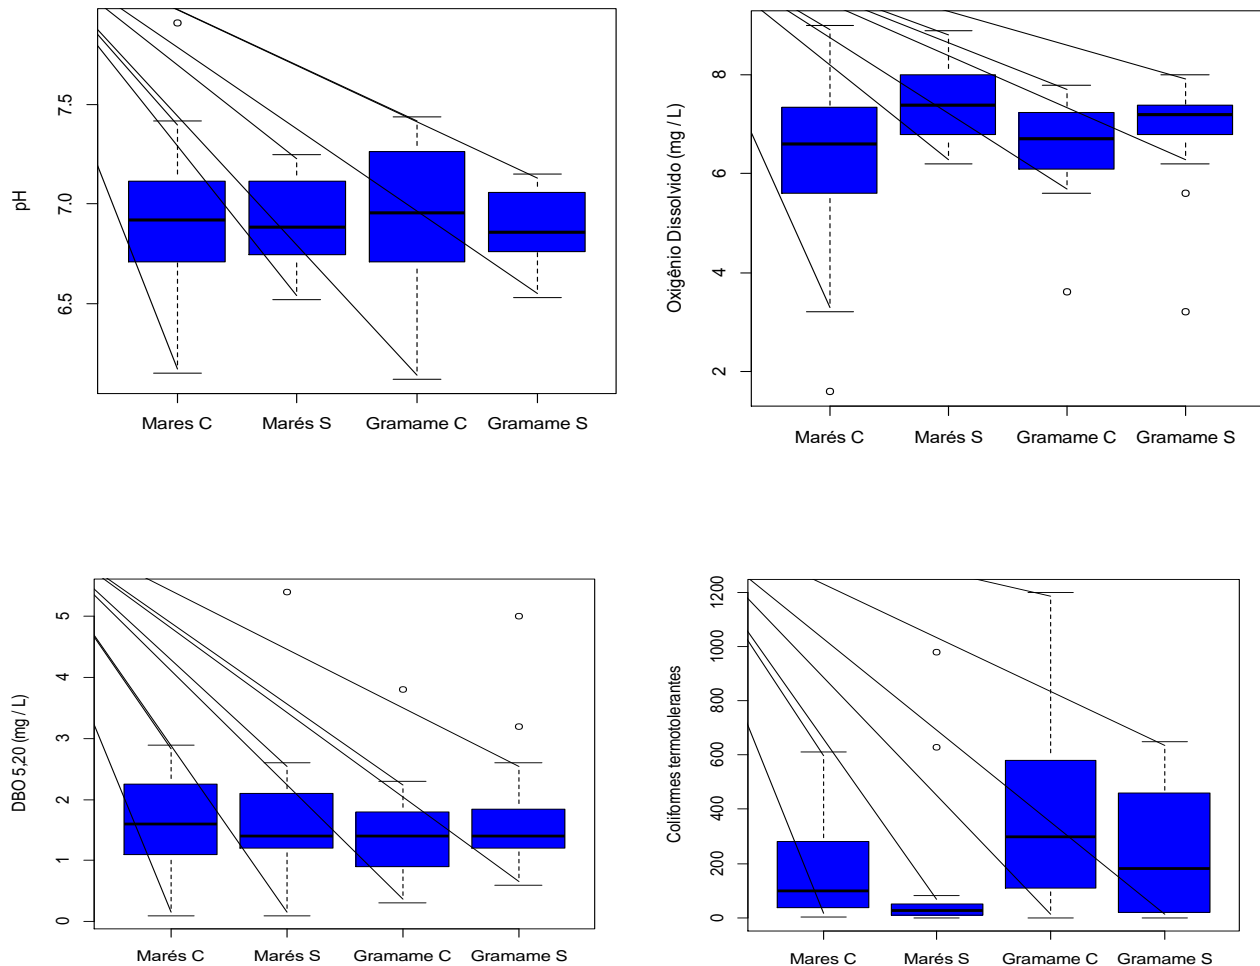 pH
7.5
7.0
6.5
Mares C
Marés S
Gramame C
Gramame S
Oxigênio Dissolvido (mg / L)
8
6
4
2
Marés C
Marés S
Gramame C
Gramame S
DBO 5,20 (mg / L)
5
4
3
2
1
0
Marés C
Marés S
Gramame C
Gramame S
Colíformes termotolerantes
1200
1000
800
600
400
200
0
Marés C
Marés S
Gramame C
Gramame S